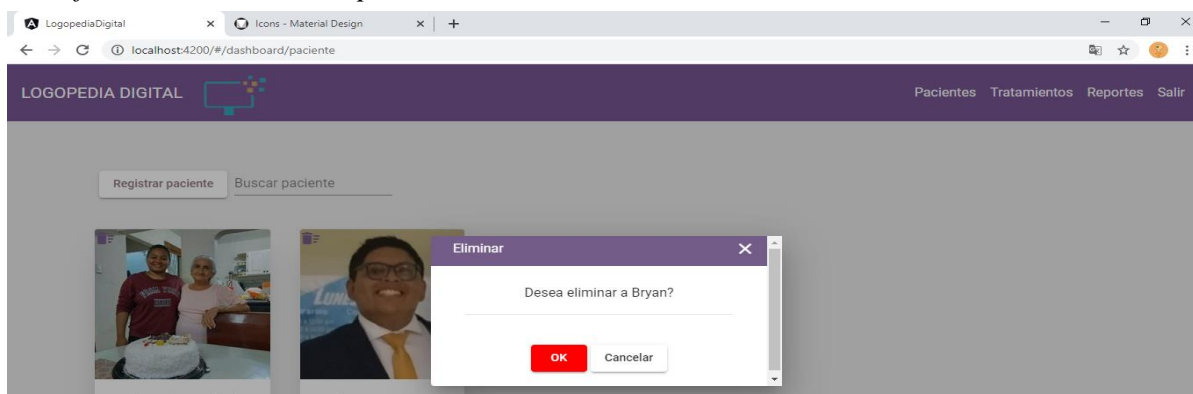 LogopediaDigital
Icons - Material Design
localhost:4200/#/dashboard/paciente
LOGOPEDIA DIGITAL
Pacientes Tratamientos Reportes Salir
Registrar paciente Buscar paciente
Eliminar
Desea eliminar a Bryan?
OK Cancelar